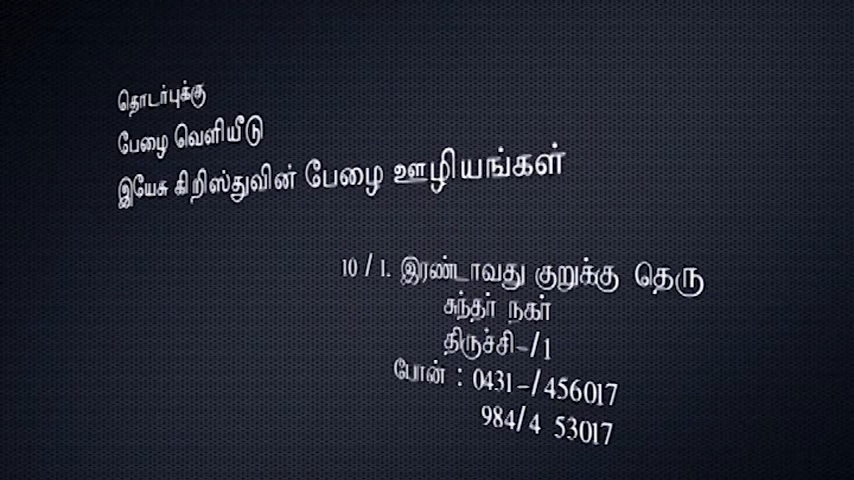 தொடர்புக்கு
பேழை வெளியீடு
இயேசு கிறிஸ்துவின் பேழை ஊழியங்கள்
10 / 1. இரண்டாவது குறுக்கு தெரு
சுந்தர் நகர்
திருச்சி-/1
போன் : 0431-/456017
984/4 53017